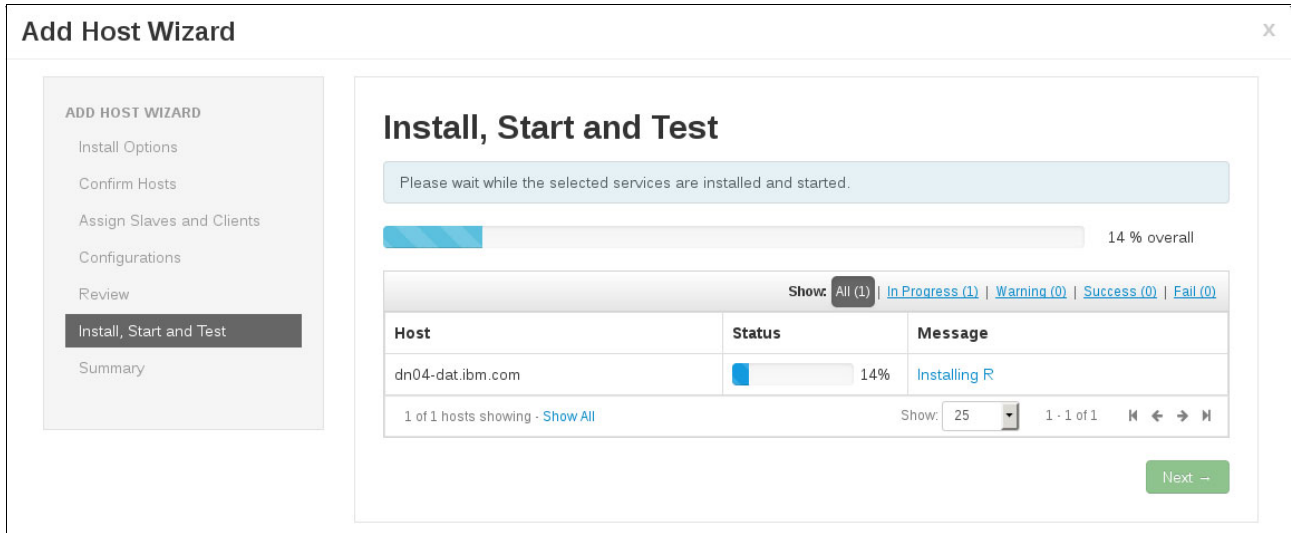 Add Host Wizard
x
ADD HOST WIZARD
Install Options
Confirm Hosts
Assign Slaves and Clients
Configurations
Review
Install, Start and Test
Summary
Install, Start and Test
Please wait while the selected services are installed and started.
14 % overall
Show: All (1) | In Progress (1) | Warning (0) | Success (0) | Fail (0)
Host Status Message
dn04-dat.ibm.com 14% Installing R
1 of 1 hosts showing - Show All Show: 25 1 - 1 of 1
Next →